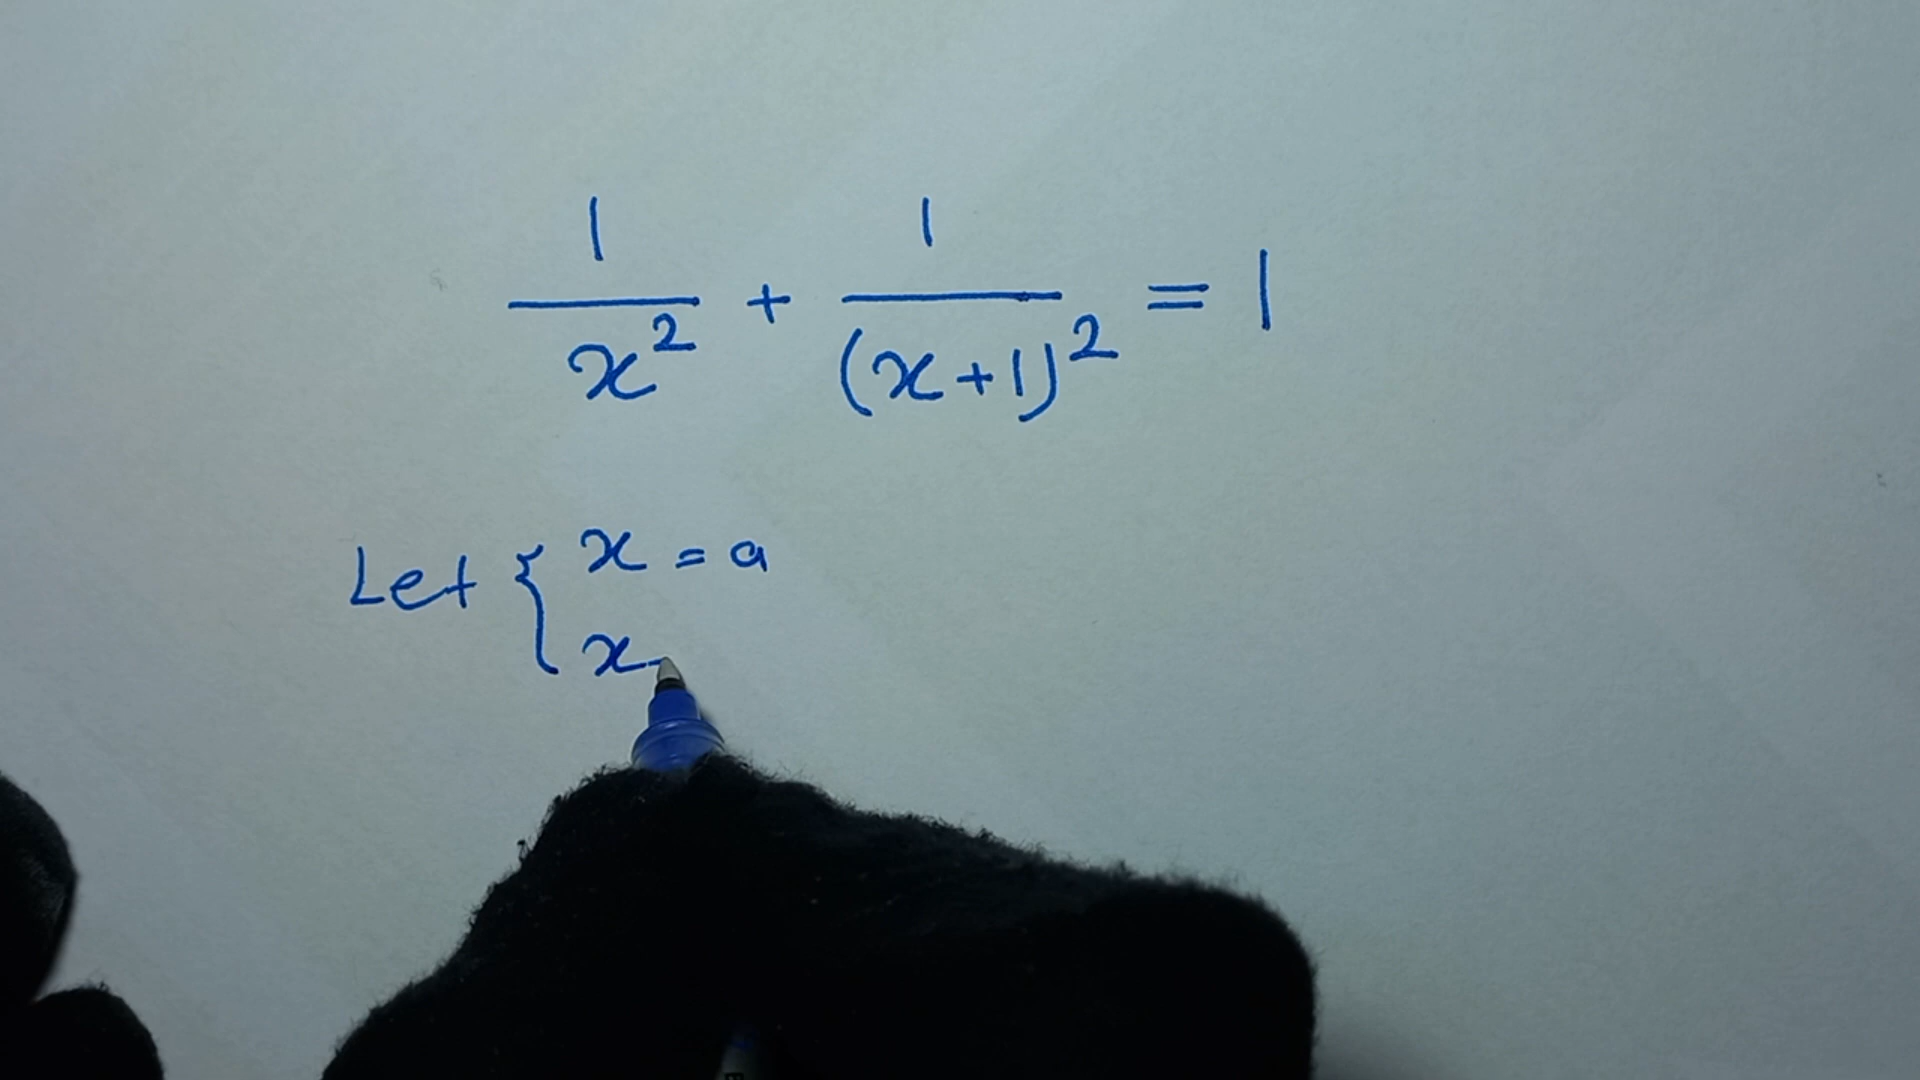 1/x² + 1/(x+1)² = 1
Let { x = a
x